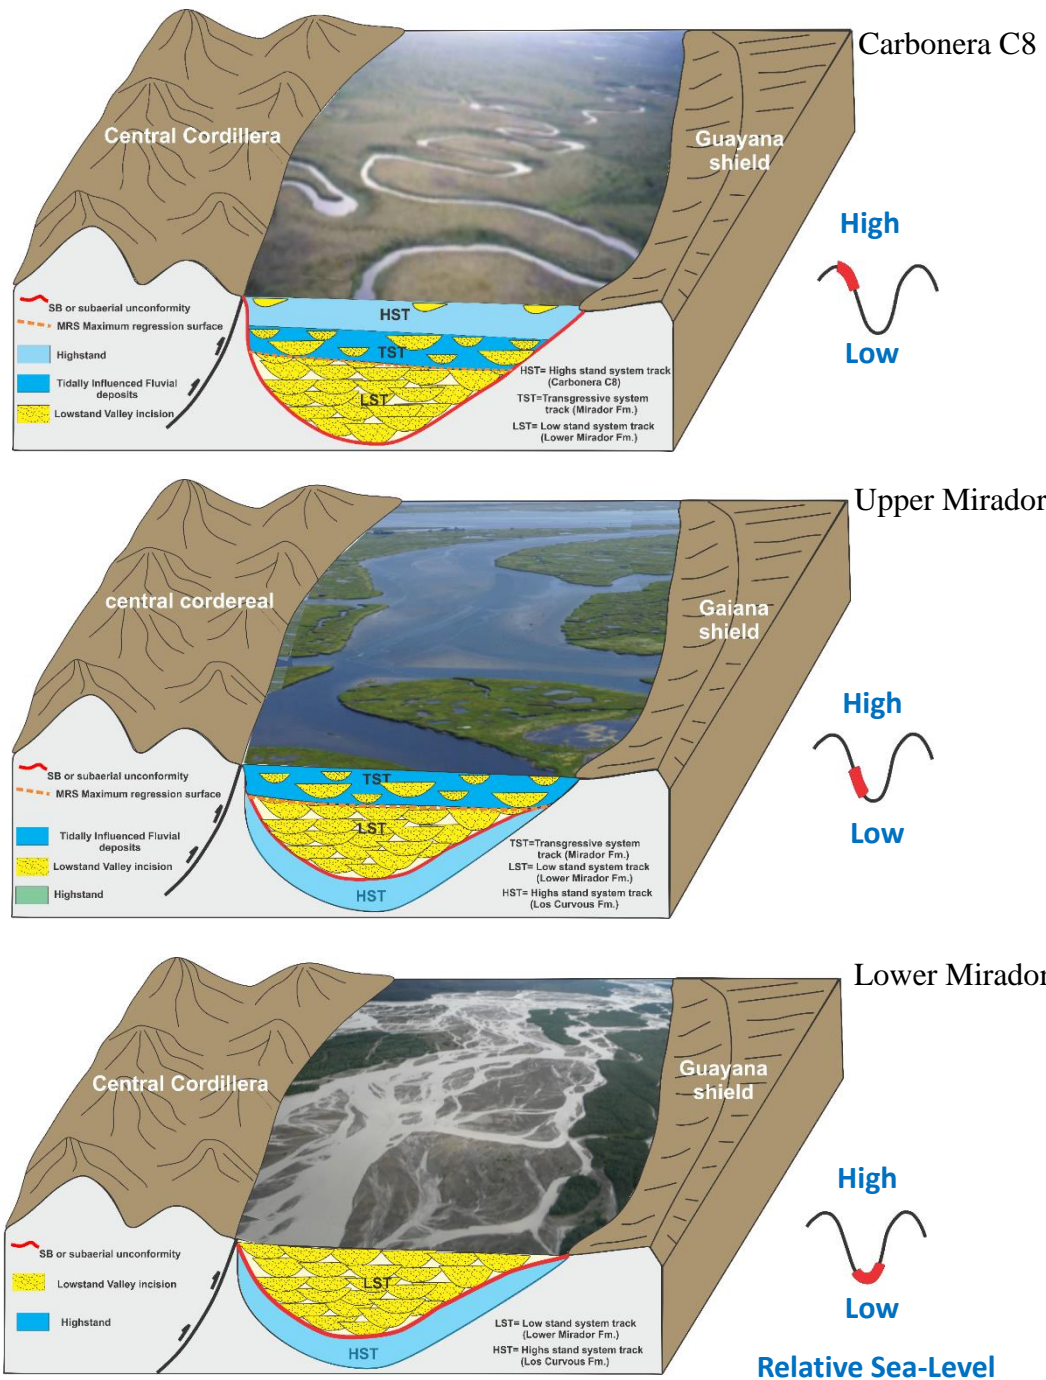 Carbonera C8
Central Cordillera
Guayana
shield
High
Low
SB or subaerial unconformity
MRS Maximum regression surface
Highstand
Tidally Influenced Fluvial
deposits
Lowstand Valley incision
HST
TST
LST
HST= Highs stand system track
(Carbonera C8)
TST=Transgressive system
track (Mirador Fm.)
LST= Low stand system track
(Lower Mirador Fm.)
Upper Mirador
central cordereal
Gaiana
shield
High
Low
SB or subaerial unconformity
MRS Maximum regression surface
Tidally Influenced Fluvial
deposits
Lowstand Valley incision
Highstand
TST
LST
HST
TST=Transgressive system
track (Mirador Fm.)
LST= Low stand system track
(Lower Mirador Fm.)
HST= Highs stand system track
(Los Curvous Fm.)
Lower Mirador
Central Cordillera
Guayana
shield
High
Low
SB or subaerial unconformity
Lowstand Valley incision
Highstand
LST
HST
LST= Low stand system track
(Lower Mirador Fm.)
HST= Highs stand system track
(Los Curvous Fm.)
Relative Sea-Level